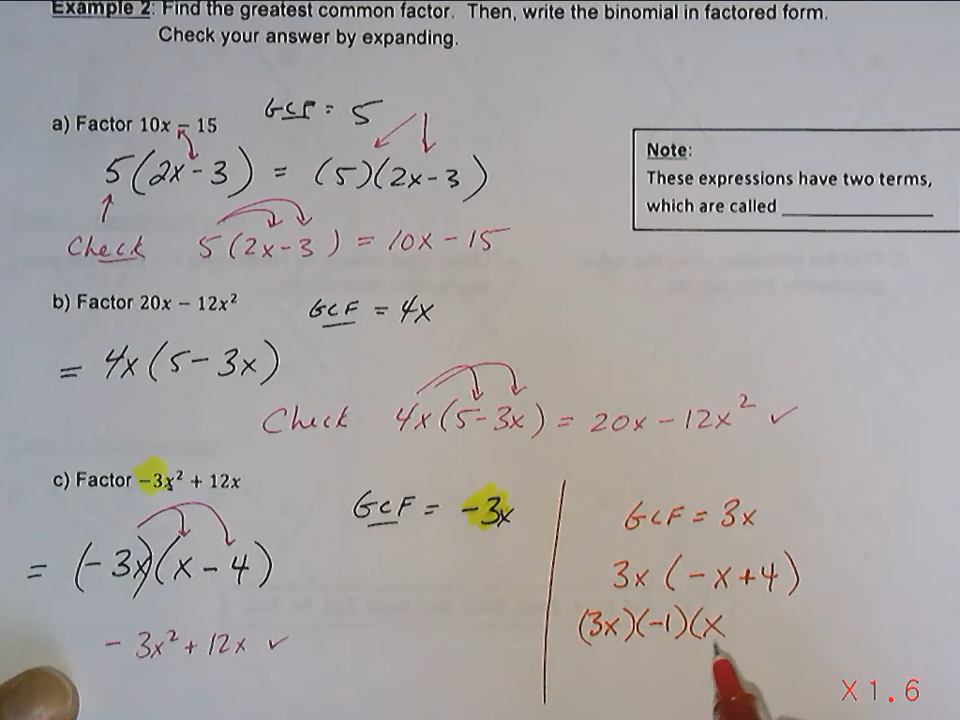 Example 2: Find the greatest common factor. Then, write the binomial in factored form.
Check your answer by expanding.
a) Factor 10x – 15
GCF = 5
5(2x - 3) = (5)(2x - 3)
Check 5(2x - 3) = 10x - 15
Note:
These expressions have two terms,
which are called ____________
b) Factor 20x – 12x²
GCF = 4x
= 4x(5 - 3x)
Check 4x(5 - 3x) = 20x - 12x² ✓
c) Factor –3x² + 12x
GCF = -3x
= (-3x)(x - 4)
- 3x² + 12x ✓
GCF = 3x
3x(-x + 4)
(3x)(-1)(x
X1.6